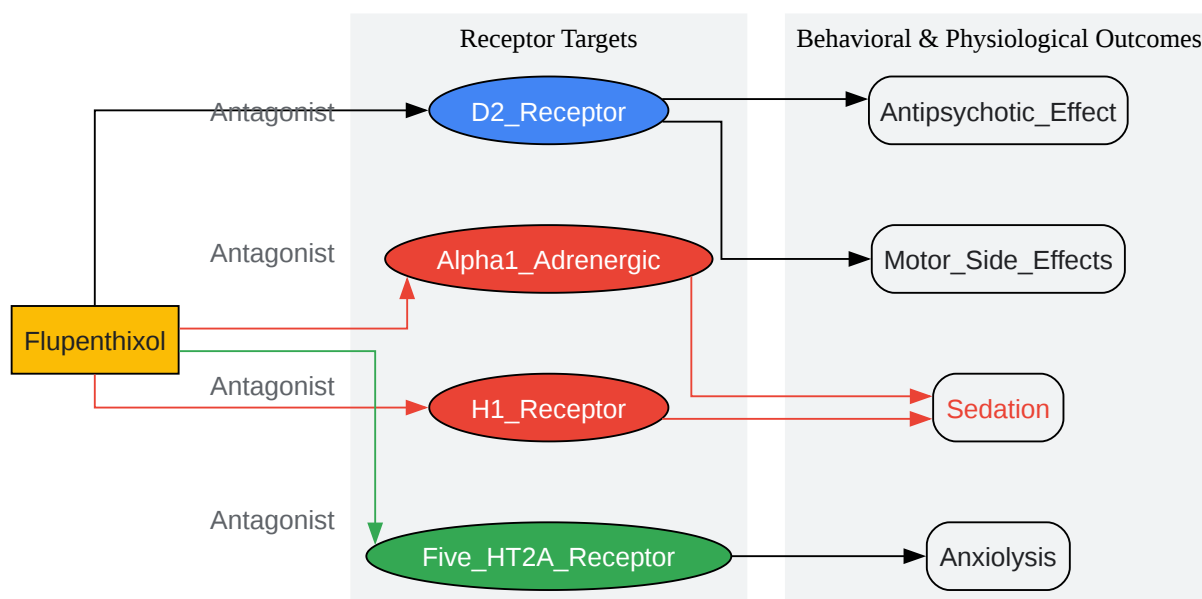 Receptor Targets
Behavioral & Physiological Outcomes
Antagonist
D2_Receptor
Antipsychotic_Effect
Antagonist
Alpha1_Adrenergic
Motor_Side_Effects
Flupenthixol
Antagonist
H1_Receptor
Sedation
Antagonist
Five_HT2A_Receptor
Anxiolysis